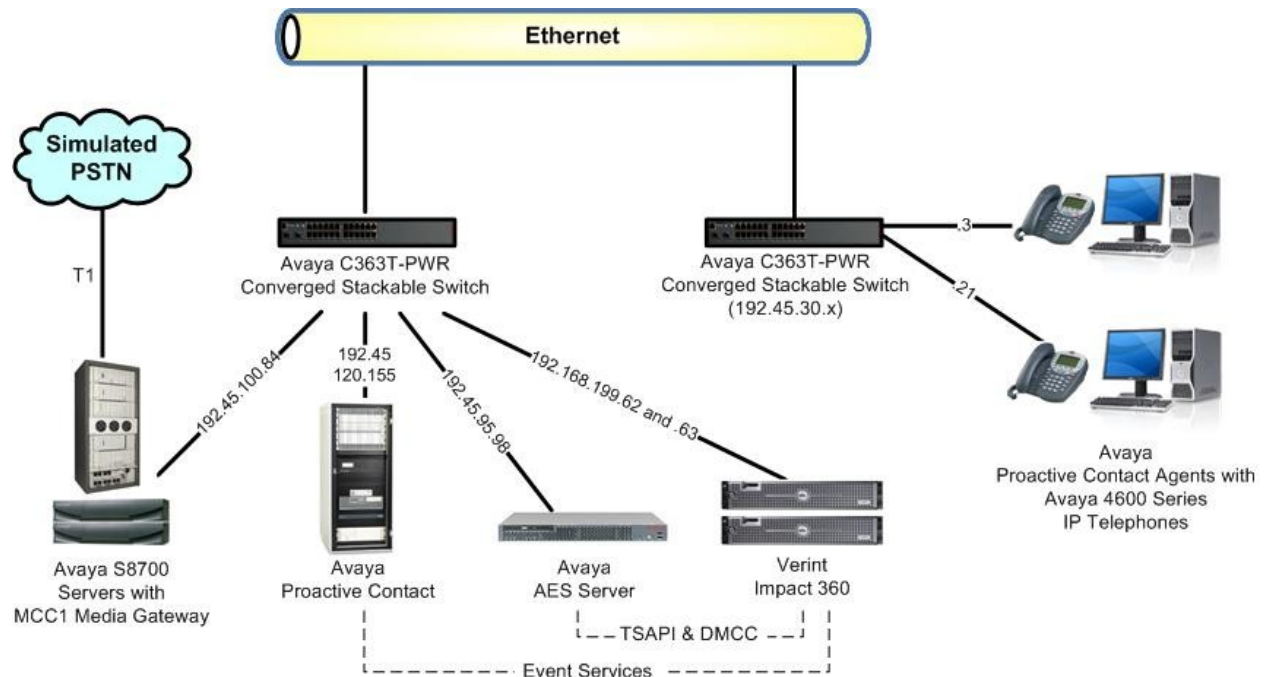 Ethernet
Simulated
PSTN
T1
Avaya C363T-PWR
Converged Stackable Switch
Avaya C363T-PWR
Converged Stackable Switch
(192.45.30.x)
.3
.21
192.45.100.84
192.45
120.155
192.45.95.98
192.168.199.62 and .63
Avaya S8700
Servers with
MCC1 Media Gateway
Avaya
Proactive Contact
Avaya
AES Server
Verint
Impact 360
Avaya
Proactive Contact Agents with
Avaya 4600 Series
IP Telephones
TSAPI & DMCC
Event Services